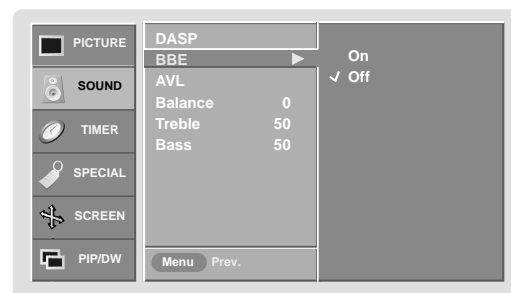 PICTURE
SOUND
TIMER
SPECIAL
SCREEN
PIP/DW
DASP
BBE
AVL
Balance 0
Treble 50
Bass 50
Menu Prev.
On
✓ Off